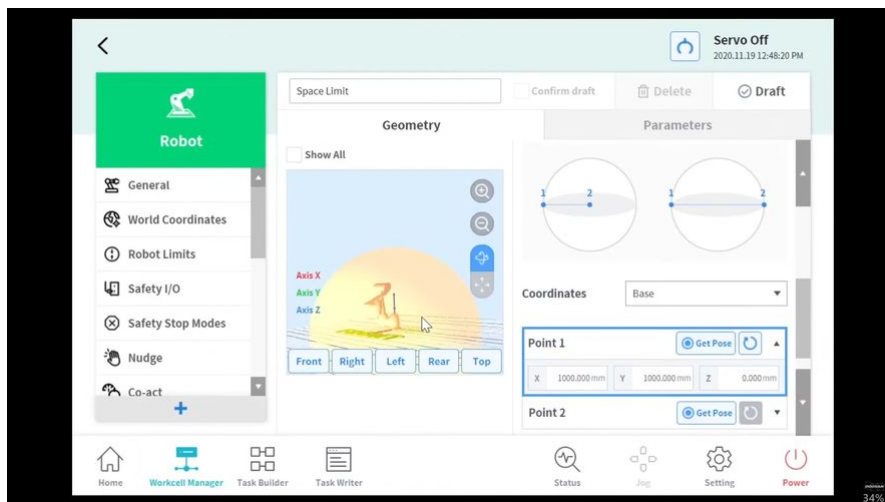 Servo Off
2020.11.19 12:48:20 PM
Robot
Space Limit
Confirm draft
Delete
Draft
Geometry
Parameters
Show All
General
World Coordinates
Robot Limits
Safety I/O
Safety Stop Modes
Nudge
Co-act
+
Axis X
Axis Y
Axis Z
Front Right Left Rear Top
1 2
1 2
Coordinates Base
Point 1 Get Pose
X 1000.000 mm Y 1000.000 mm Z 0.000 mm
Point 2 Get Pose
Home Workcell Manager Task Builder Task Writer Status Jog Setting Power
34%